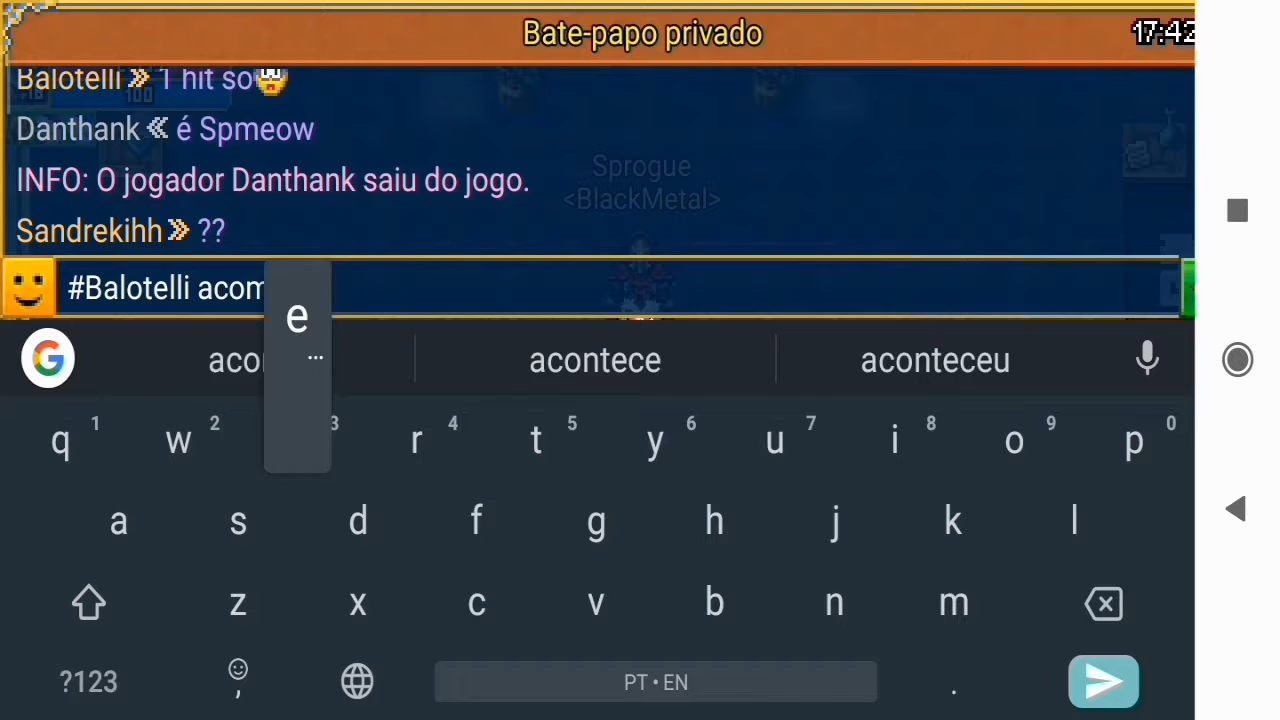 Bate-papo privado
17:42
Balotelli » 1 hit so
100
Danthank « é Spmeow
INFO: O jogador Danthank saiu do jogo.
Sprogue
<BlackMetal>
Sandrekihh » ??
#Balotelli acom
e
...
G
acontece
aconteceu
q 1 w 2 3 r 4 t 5 y 6 u 7 i 8 o 9 p 0
a s d f g h j k l
z x c v b n m
?123 , PT • EN .